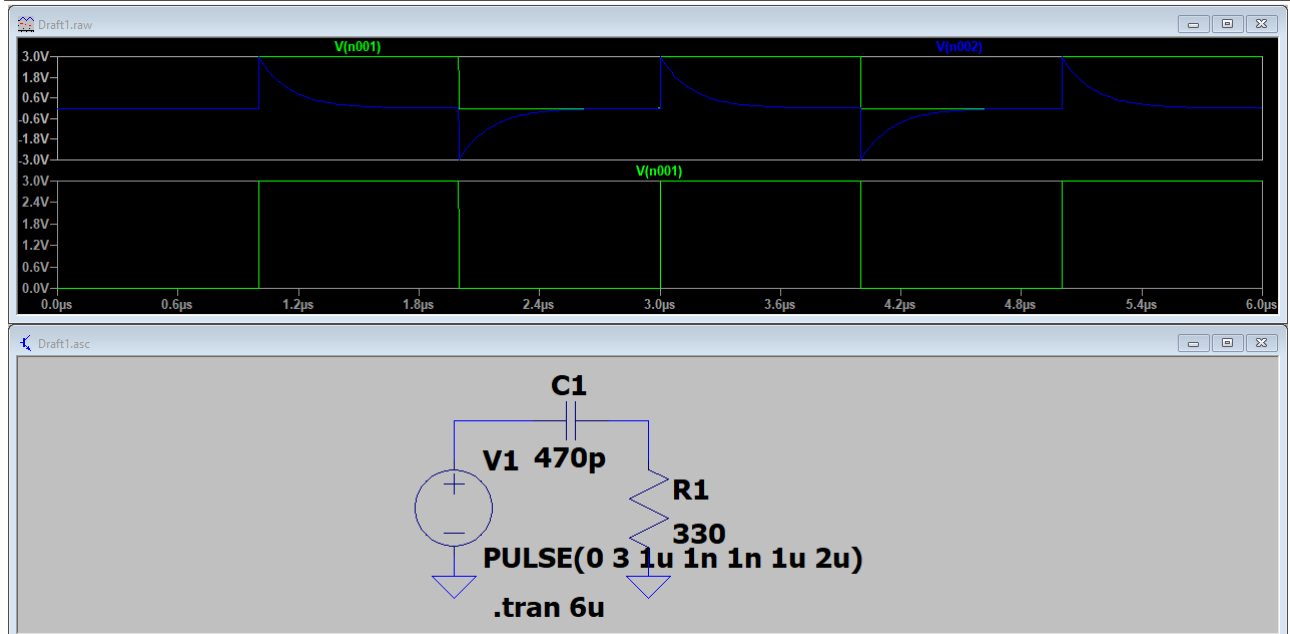 Draft1.raw
V(n001) V(n002)
3.0V
1.8V
0.6V
-0.6V
-1.8V
-3.0V
V(n001)
3.0V
2.4V
1.8V
1.2V
0.6V
0.0V
0.0µs 0.6µs 1.2µs 1.8µs 2.4µs 3.0µs 3.6µs 4.2µs 4.8µs 5.4µs 6.0µs
Draft1.asc
C1
V1 470p
R1
330
PULSE(0 3 1u 1n 1n 1u 2u)
.tran 6u